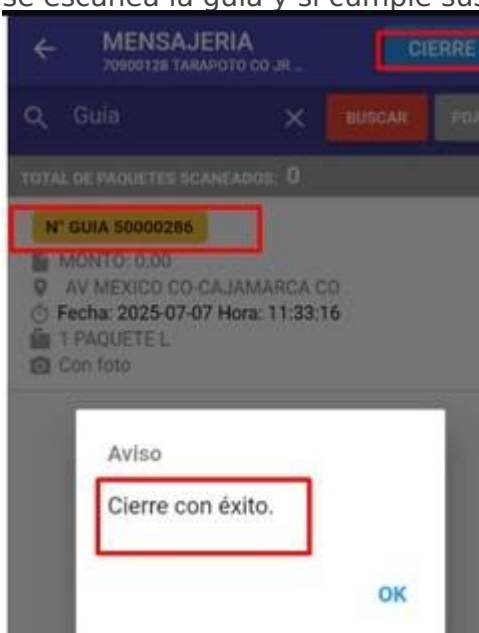 se escanea la guía y si cumple sus
MENSAJERIA
70900128 TARAPOTO CO JR ...
CIERRE
Guía
BUSCAR
PDA
TOTAL DE PAQUETES SCANEADOS: 0
N° GUIA 50000286
MONTO: 0.00
AV MEXICO CO-CAJAMARCA CO
Fecha: 2025-07-07 Hora: 11:33:16
1 PAQUETE L
Con foto
Aviso
Cierre con éxito.
OK